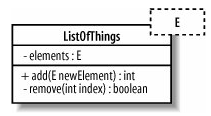 E
ListOfThings
- elements : E
+ add(E newElement) : int
- remove(int index) : boolean